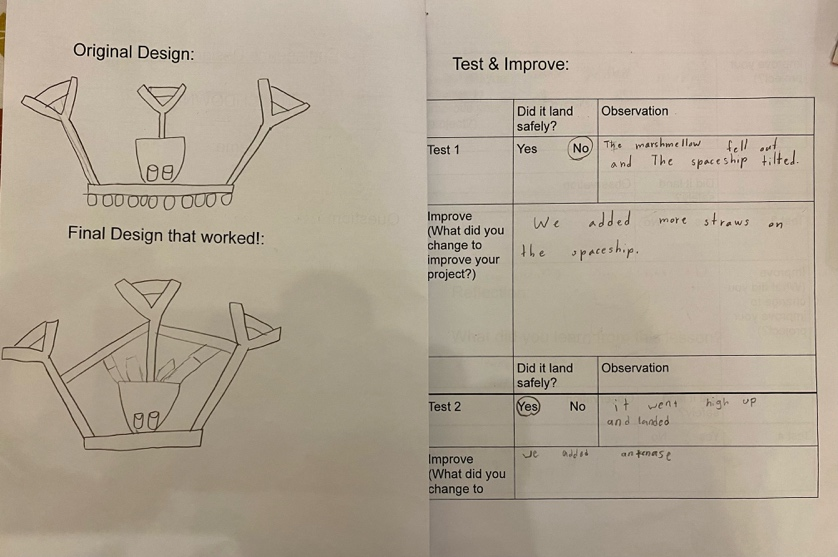 Original Design:
Final Design that worked!:
Test & Improve:
Did it land
safely?
Observation
Test 1
Yes No
The marshmellow fell out
and The spaceship tilted.
Improve
(What did you
change to
improve your
project?)
We added more straws on
the spaceship.
Did it land
safely?
Observation
Test 2
Yes No
it went high up
and landed
Improve
(What did you
change to
we added antenase